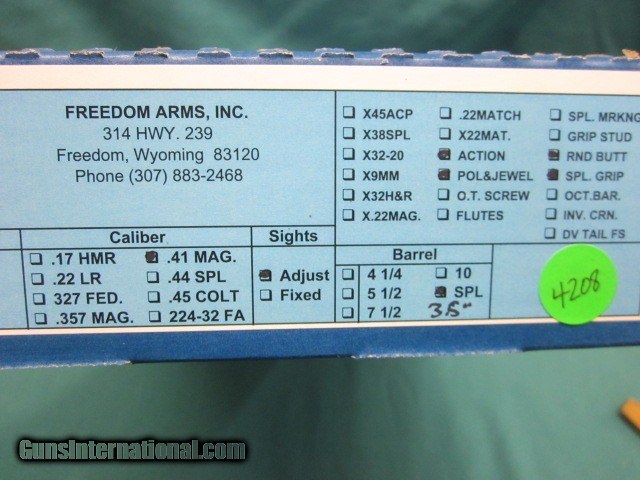 FREEDOM ARMS, INC.
314 HWY. 239
Freedom, Wyoming 83120
Phone (307) 883-2468
X45ACP .22MATCH SPL. MRKNG
X38SPL X22MAT. GRIP STUD
X32-20 ACTION RND BUTT
X9MM POL&JEWEL SPL. GRIP
X32H&R O.T. SCREW OCT.BAR.
X.22MAG. FLUTES INV. CRN.
DV TAIL FS
Caliber Sights
.17 HMR .41 MAG.
.22 LR .44 SPL Adjust
327 FED. .45 COLT Fixed
.357 MAG. 224-32 FA
Barrel
4 1/4 10
5 1/2 SPL
7 1/2 3.5"
4208
GunsInternational.com